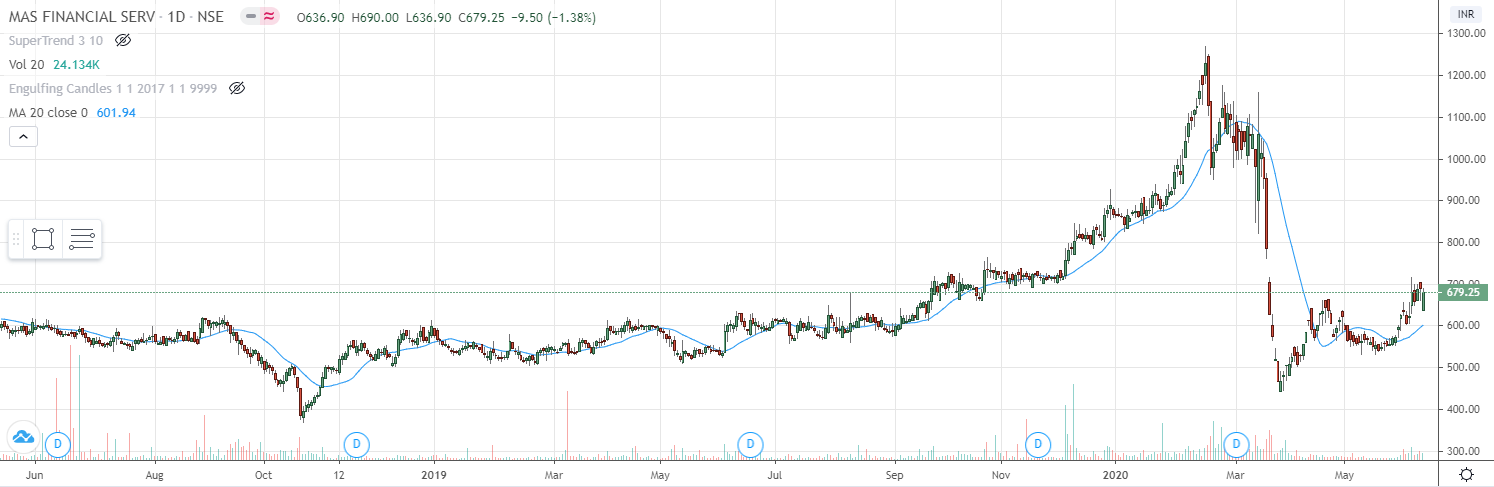 MAS FINANCIAL SERV · 1D · NSE O636.90 H690.00 L636.90 C679.25 −9.50 (−1.38%)
SuperTrend 3 10
Vol 20 24.134K
Engulfing Candles 1 1 2017 1 1 9999
MA 20 close 0 601.94
INR
1300.00
1200.00
1100.00
1000.00
900.00
800.00
700.00
679.25
600.00
500.00
400.00
300.00
D D D D D
Jun Aug Oct 12 2019 Mar May Jul Sep Nov 2020 Mar May